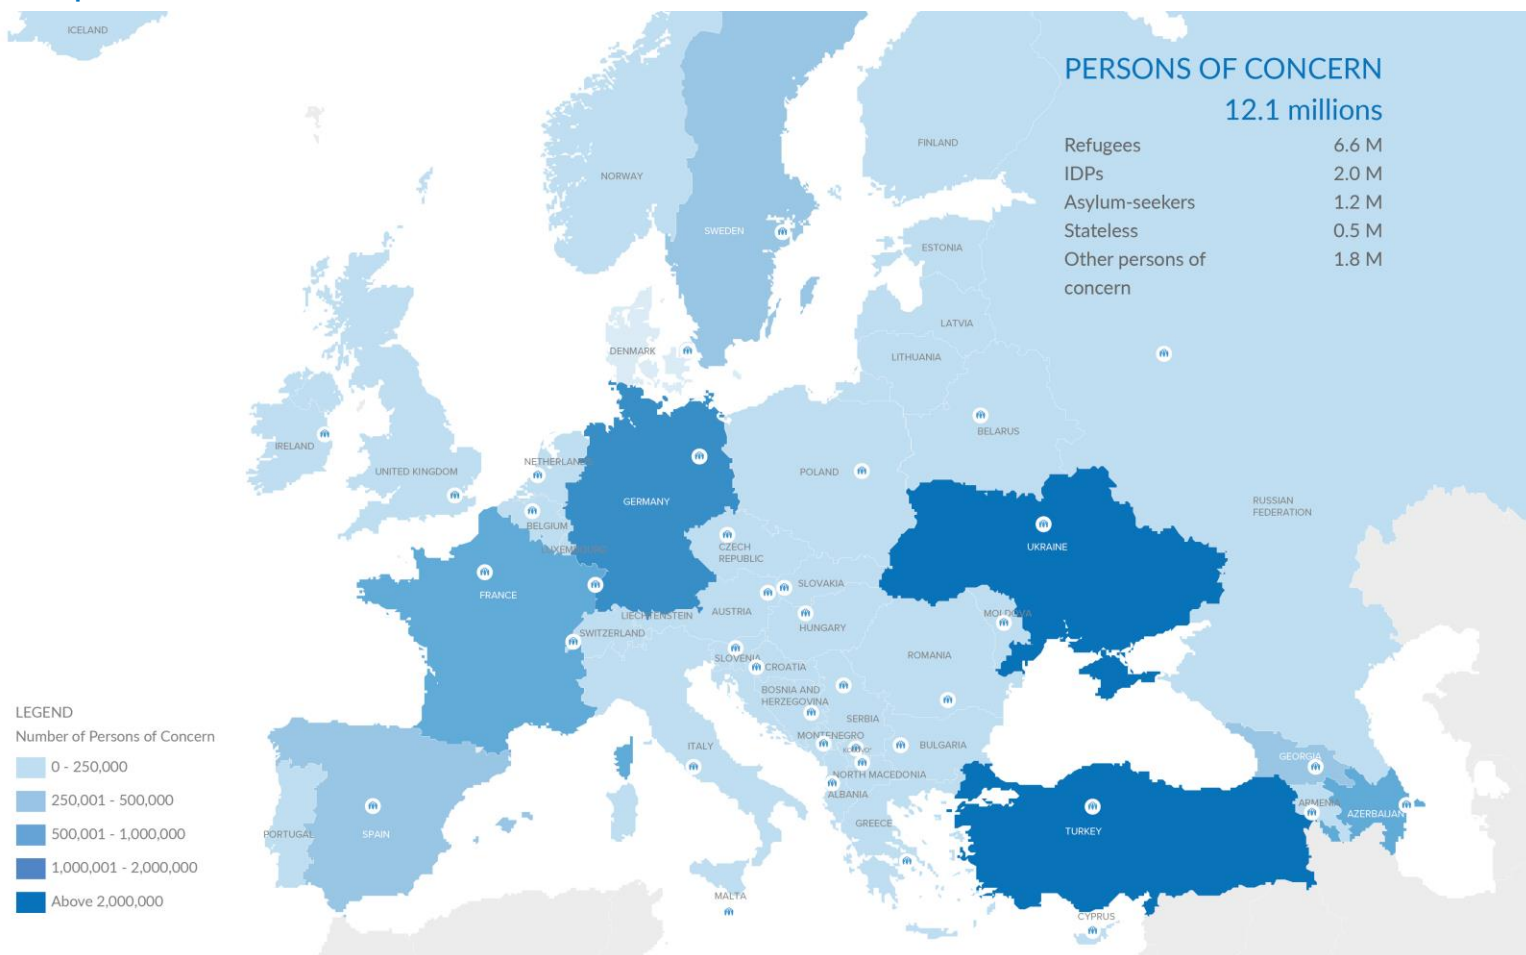 ICELAND
PERSONS OF CONCERN
12.1 millions
Refugees 6.6 M
IDPs 2.0 M
Asylum-seekers 1.2 M
Stateless 0.5 M
Other persons of 1.8 M
concern
FINLAND
NORWAY
SWEDEN
ESTONIA
LATVIA
DENMARK
LITHUANIA
BELARUS
IRELAND
UNITED KINGDOM
NETHERLANDS
POLAND
GERMANY
RUSSIAN
FEDERATION
BELGIUM
LUXEMBOURG
CZECH
REPUBLIC
UKRAINE
FRANCE
SLOVAKIA
LIECHTENSTEIN
AUSTRIA
MOLDOVA
HUNGARY
SWITZERLAND
SLOVENIA
CROATIA
ROMANIA
BOSNIA AND
HERZEGOVINA
SERBIA
MONTENEGRO
ITALY
BULGARIA
GEORGIA
NORTH MACEDONIA
ALBANIA
ARMENIA
AZERBAIJAN
GREECE
TURKEY
PORTUGAL
SPAIN
MALTA
CYPRUS
LEGEND
Number of Persons of Concern
0 - 250,000
250,001 - 500,000
500,001 - 1,000,000
1,000,001 - 2,000,000
Above 2,000,000